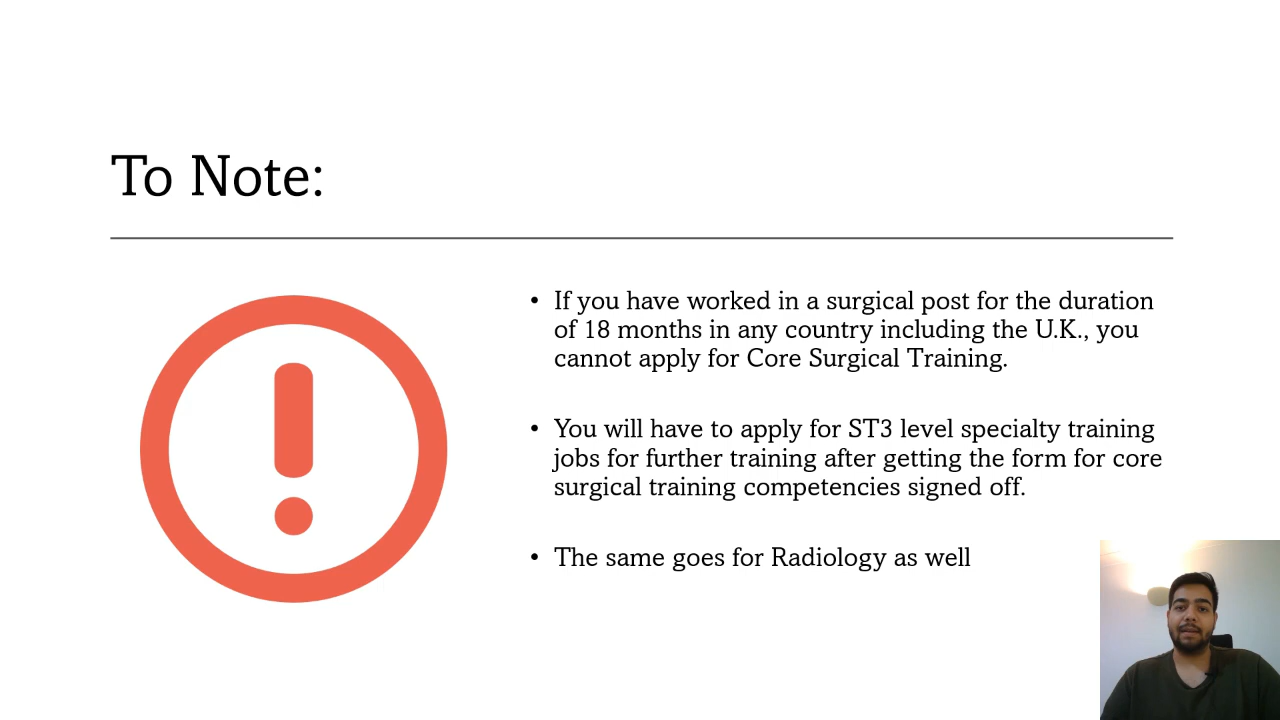 To Note:
• If you have worked in a surgical post for the duration
of 18 months in any country including the U.K., you
cannot apply for Core Surgical Training.
• You will have to apply for ST3 level specialty training
jobs for further training after getting the form for core
surgical training competencies signed off.
• The same goes for Radiology as well